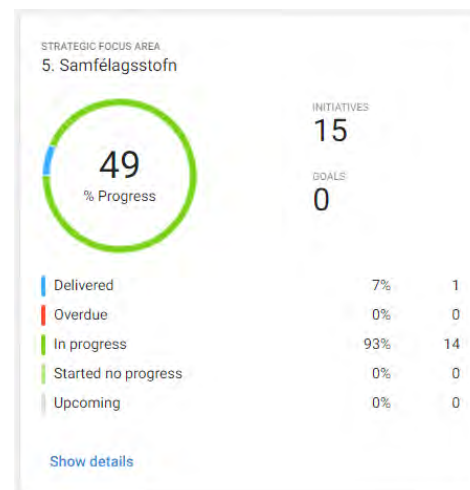 STRATEGIC FOCUS AREA
5. Samfélagsstofn
49
% Progress
INITIATIVES
15
GOALS
0
Delivered 7% 1
Overdue 0% 0
In progress 93% 14
Started no progress 0% 0
Upcoming 0% 0
Show details